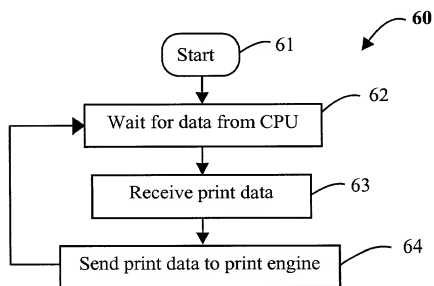 60
Start 61
Wait for data from CPU 62
Receive print data 63
Send print data to print engine 64